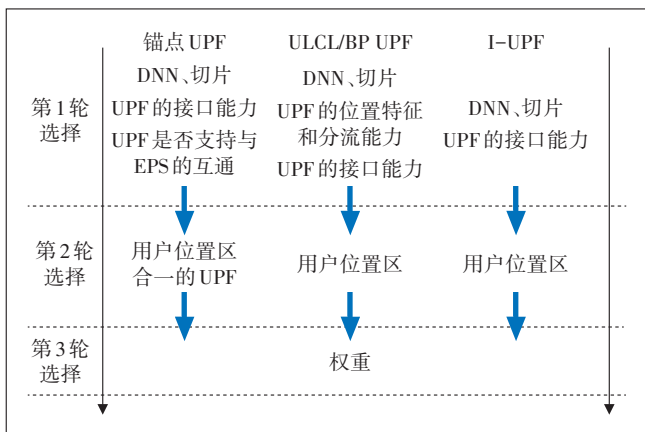 锚点UPF
ULCL/BP UPF
I-UPF
第1轮
选择
DNN、切片
UPF的接口能力
UPF是否支持与
EPS的互通
DNN、切片
UPF的位置特征
和分流能力
UPF的接口能力
DNN、切片
UPF的接口能力
第2轮
选择
用户位置区
合一的UPF
用户位置区
用户位置区
第3轮
选择
权重